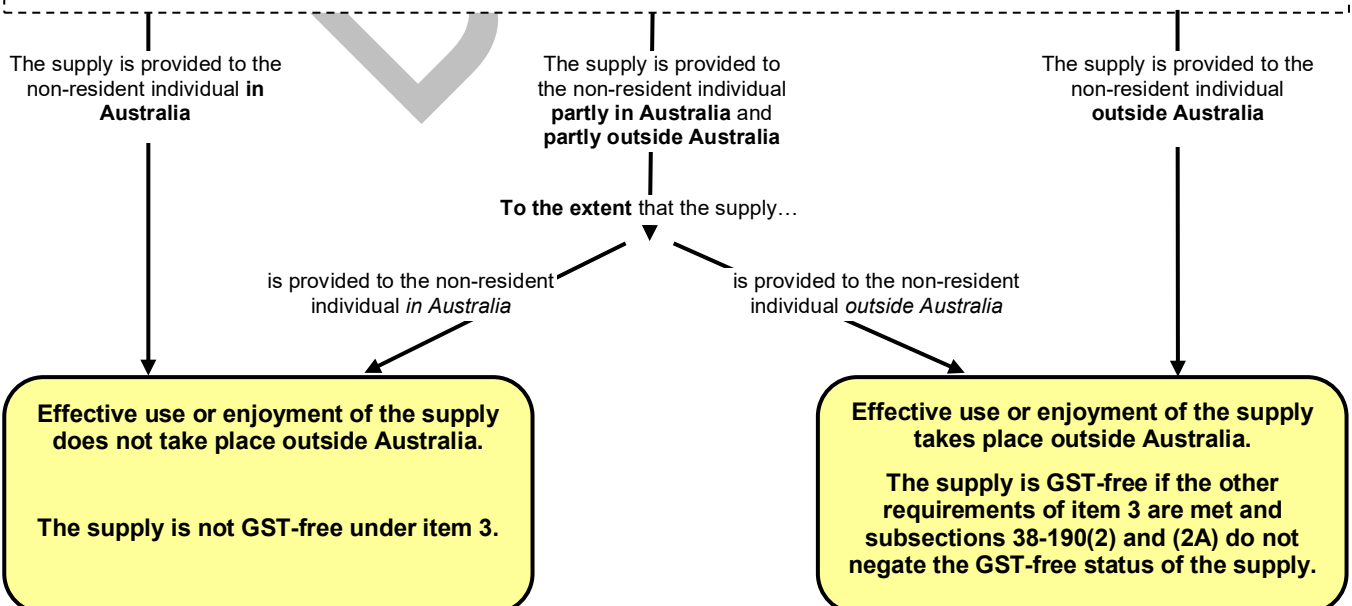 The supply is provided to the
non-resident individual in
Australia
The supply is provided to
the non-resident individual
partly in Australia and
partly outside Australia
The supply is provided to the
non-resident individual
outside Australia
To the extent that the supply…
is provided to the non-resident
individual in Australia
is provided to the non-resident
individual outside Australia
Effective use or enjoyment of the supply
does not take place outside Australia.
The supply is not GST-free under item 3.
Effective use or enjoyment of the supply
takes place outside Australia.
The supply is GST-free if the other
requirements of item 3 are met and
subsections 38-190(2) and (2A) do not
negate the GST-free status of the supply.